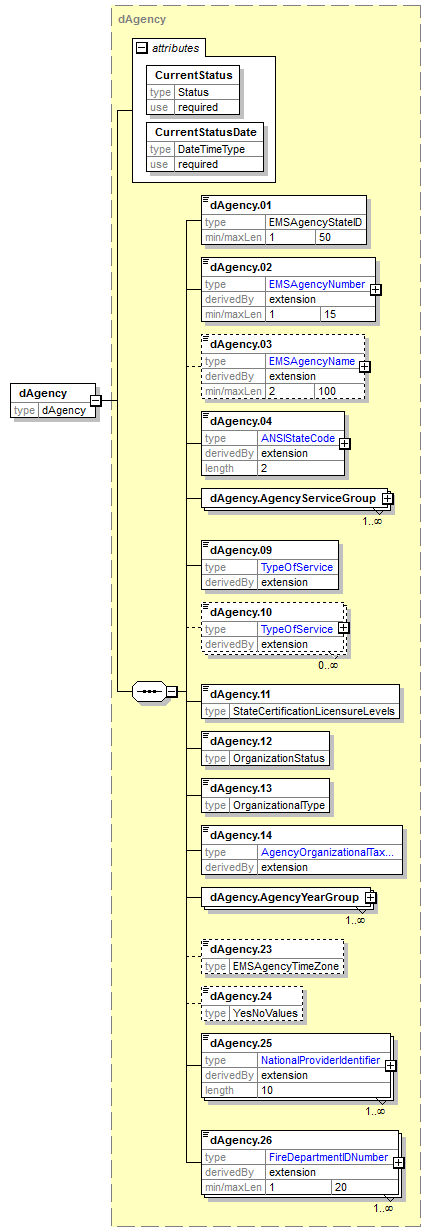 dAgency
attributes
CurrentStatus
type Status
use required
CurrentStatusDate
type DateTimeType
use required
dAgency.01
type EMSAgencyStateID
min/maxLen 1 50
dAgency.02
type EMSAgencyNumber
derivedBy extension
min/maxLen 1 15
dAgency.03
type EMSAgencyName
derivedBy extension
min/maxLen 2 100
dAgency
type dAgency
dAgency.04
type ANSIStateCode
derivedBy extension
length 2
dAgency.AgencyServiceGroup
1..∞
dAgency.09
type TypeOfService
derivedBy extension
dAgency.10
type TypeOfService
derivedBy extension
0..∞
dAgency.11
type StateCertificationLicensureLevels
dAgency.12
type OrganizationStatus
dAgency.13
type OrganizationalType
dAgency.14
type AgencyOrganizationalTax...
derivedBy extension
dAgency.AgencyYearGroup
1..∞
dAgency.23
type EMSAgencyTimeZone
dAgency.24
type YesNoValues
dAgency.25
type NationalProviderIdentifier
derivedBy extension
length 10
1..∞
dAgency.26
type FireDepartmentIDNumber
derivedBy extension
min/maxLen 1 20
1..∞